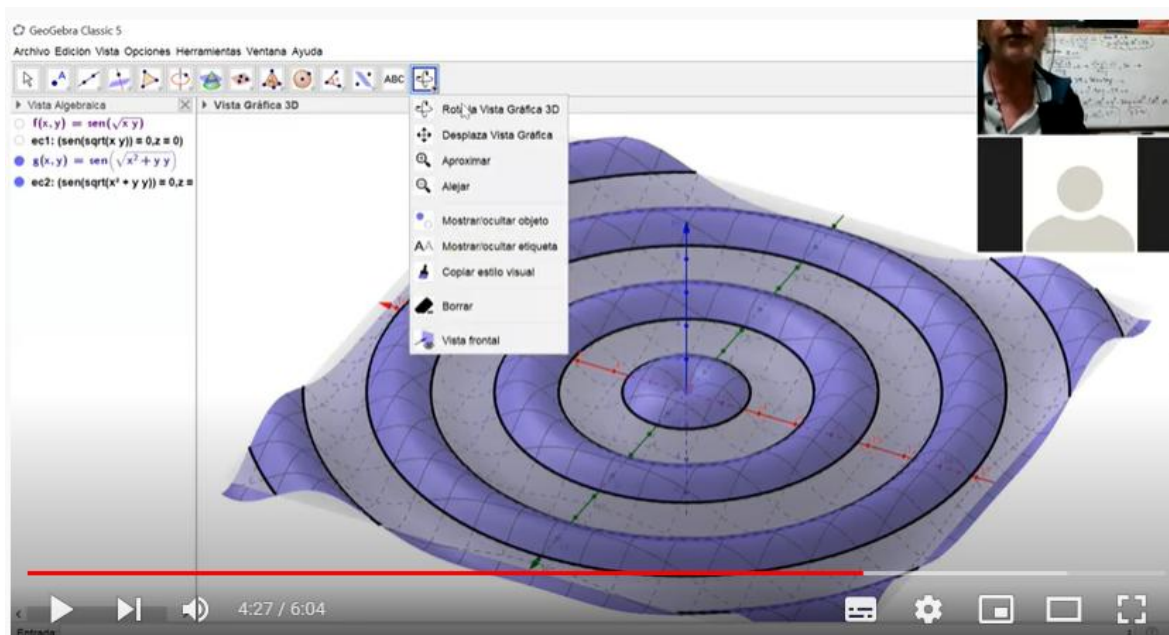 GeoGebra Classic 5
Archivo Edición Vista Opciones Herramientas Ventana Ayuda
ABC
Vista Algebraica
Vista Gráfica 3D
f(x, y) = sen(√x y)
ec1: (sen(sqrt(x y)) = 0,z = 0)
g(x, y) = sen(√x² + y y)
ec2: (sen(sqrt(x² + y y)) = 0,z =
Rota la Vista Gráfica 3D
Desplaza Vista Gráfica
Aproximar
Alejar
Mostrar/ocultar objeto
AA Mostrar/ocultar etiqueta
Copiar estilo visual
Borrar
Vista frontal
4:27 / 6:04
Entrada: